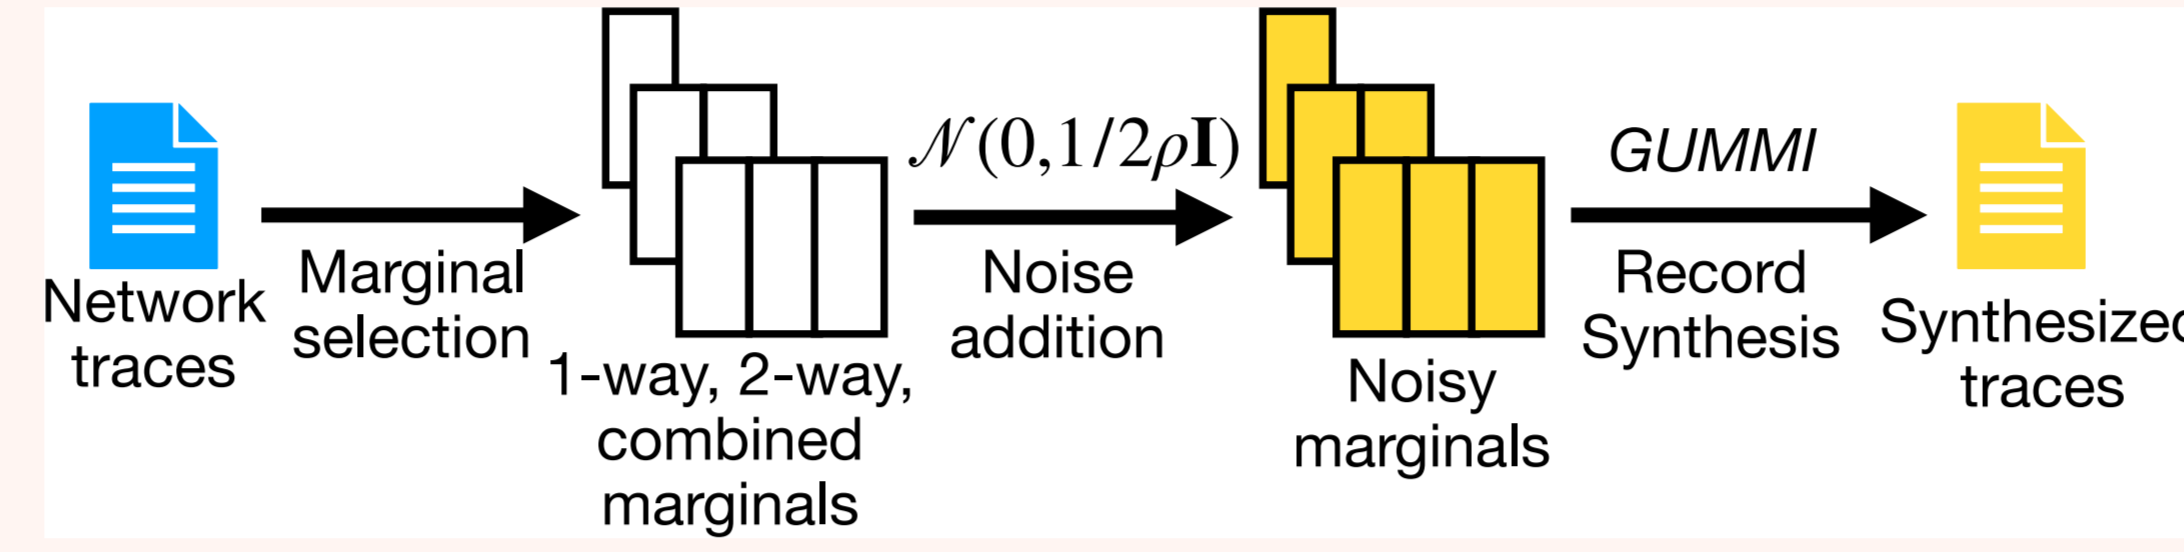 Network
traces
Marginal
selection
1-way, 2-way,
combined
marginals
𝒩(0,1/2ρ𝐈)
Noise
addition
Noisy
marginals
GUMMI
Record
Synthesis
Synthesized
traces